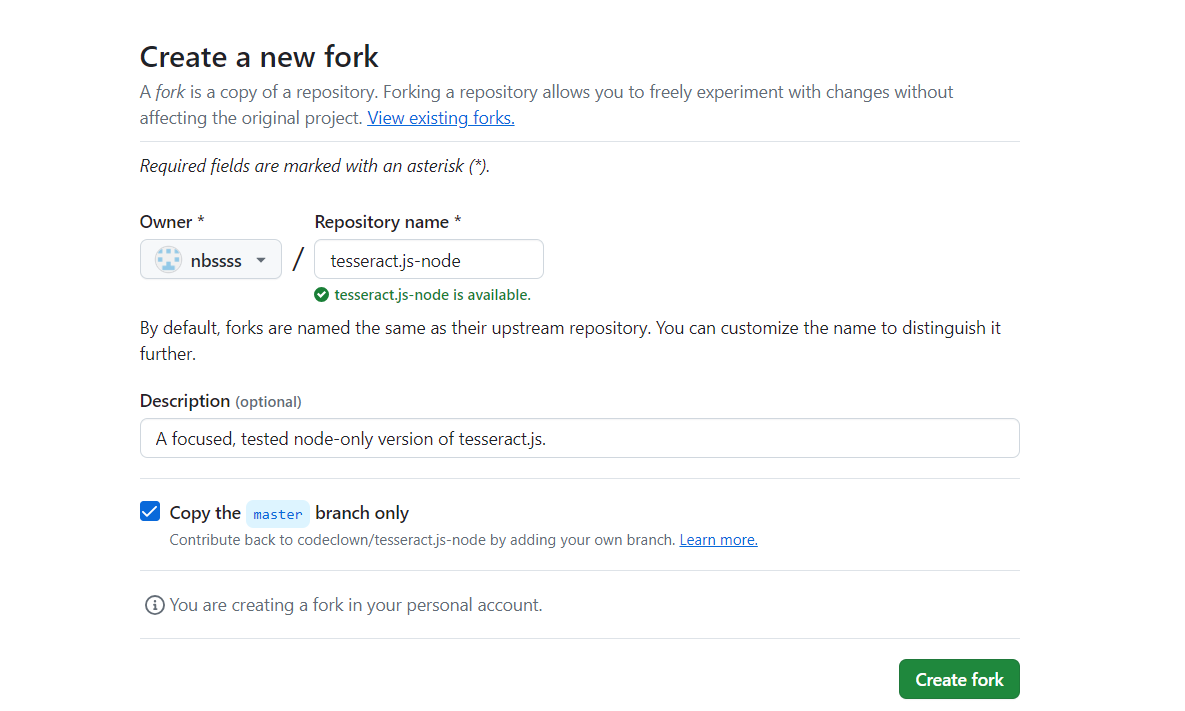 Create a new fork
A fork is a copy of a repository. Forking a repository allows you to freely experiment with changes without
affecting the original project. View existing forks.
Required fields are marked with an asterisk (*).
Owner * Repository name *
nbssss / tesseract.js-node
tesseract.js-node is available.
By default, forks are named the same as their upstream repository. You can customize the name to distinguish it
further.
Description (optional)
A focused, tested node-only version of tesseract.js.
Copy the master branch only
Contribute back to codeclown/tesseract.js-node by adding your own branch. Learn more.
You are creating a fork in your personal account.
Create fork